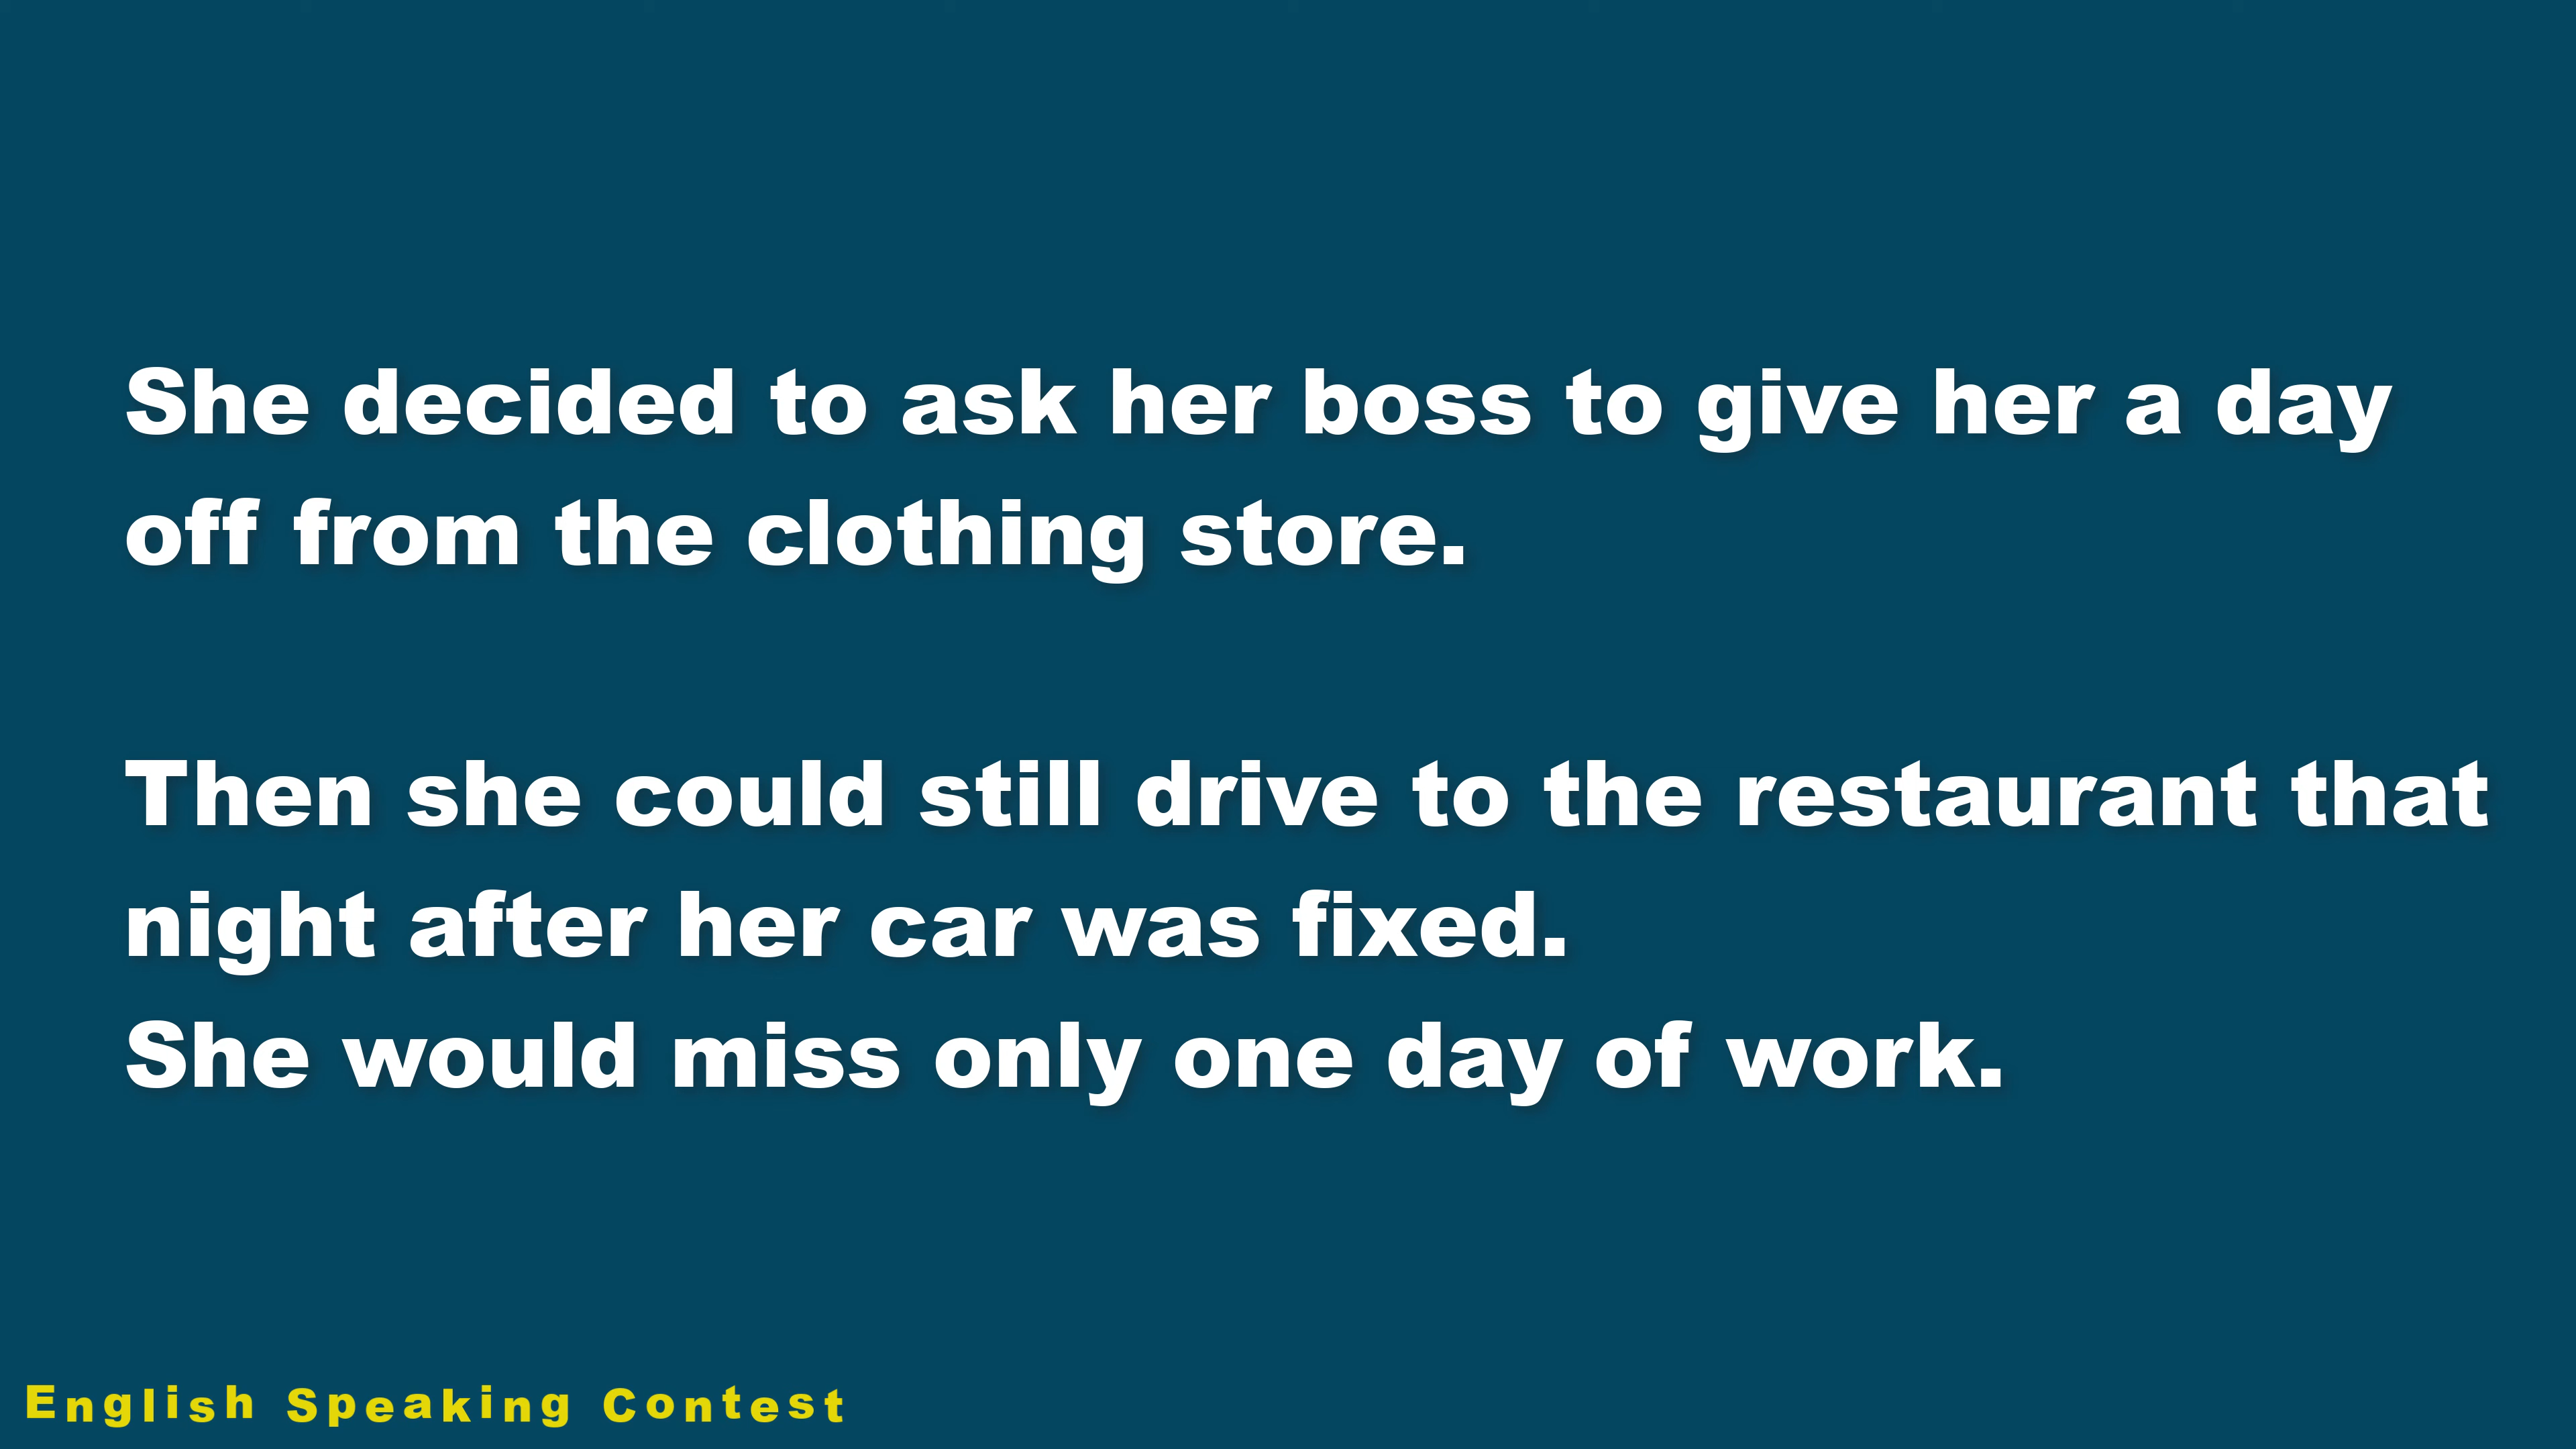 She decided to ask her boss to give her a day
off from the clothing store.
Then she could still drive to the restaurant that
night after her car was fixed.
She would miss only one day of work.
English Speaking Contest